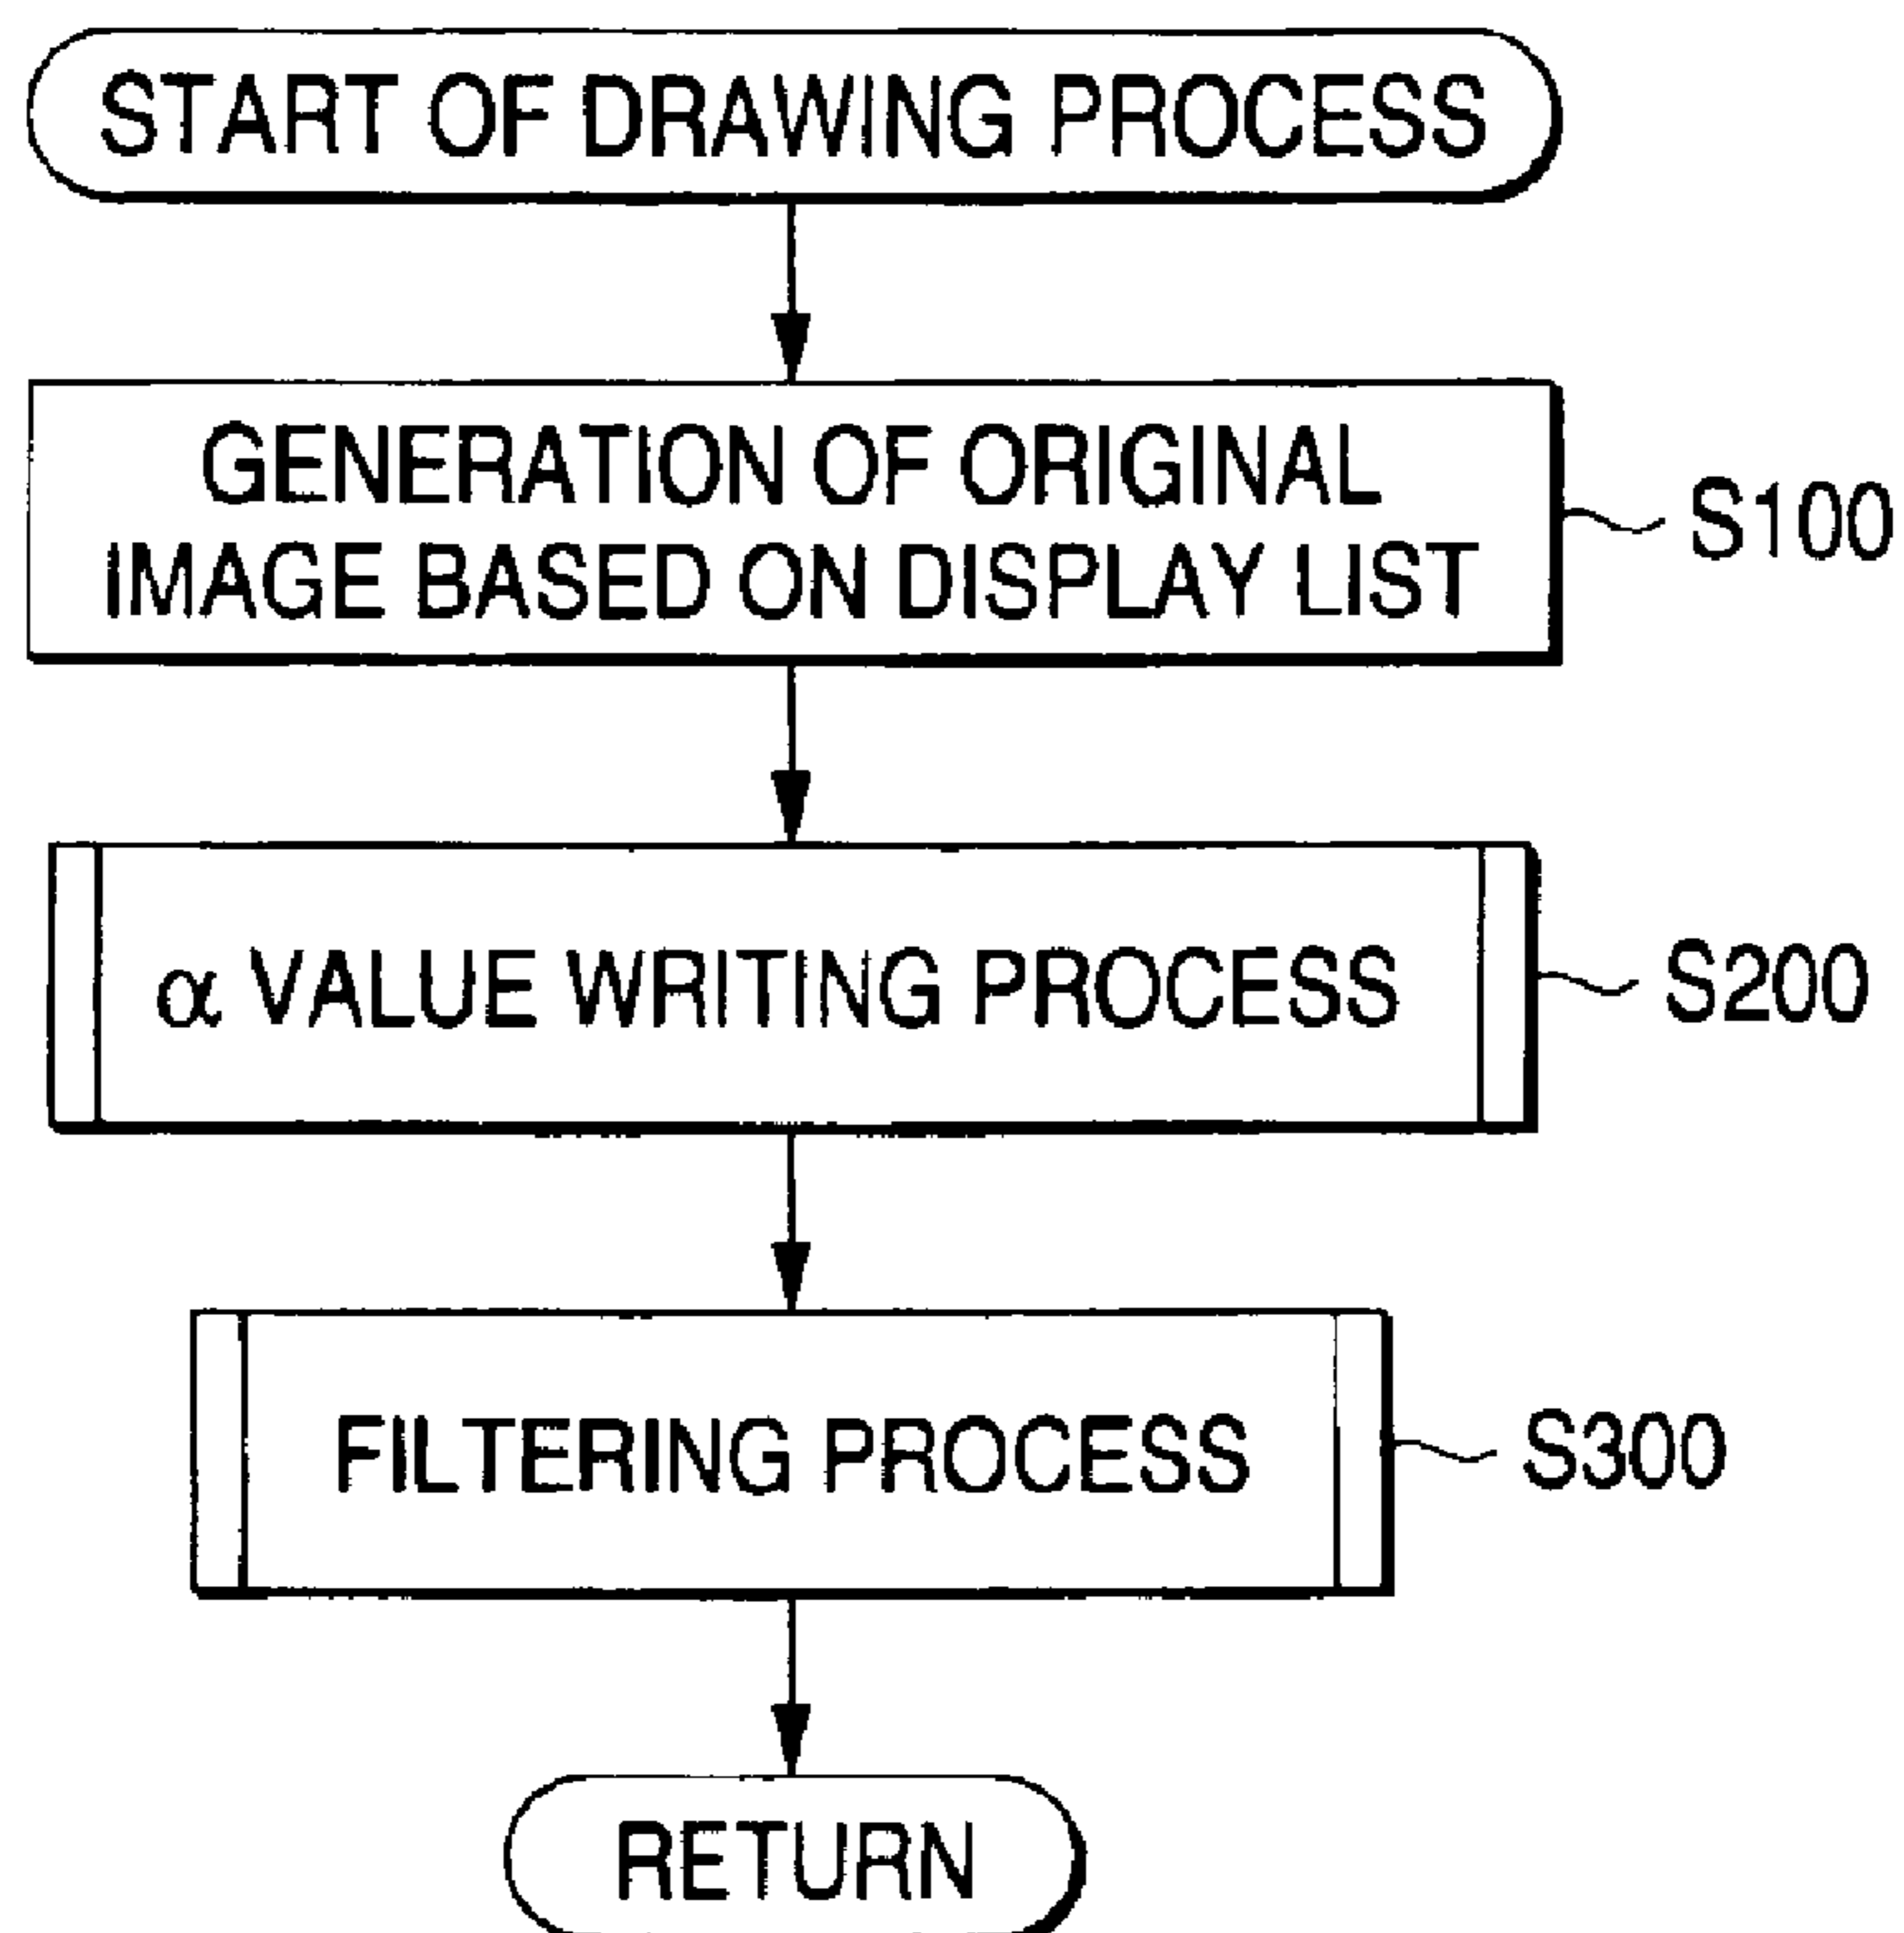 START OF DRAWING PROCESS
GENERATION OF ORIGINAL
IMAGE BASED ON DISPLAY LIST
S100
α VALUE WRITING PROCESS
S200
FILTERING PROCESS
S300
RETURN